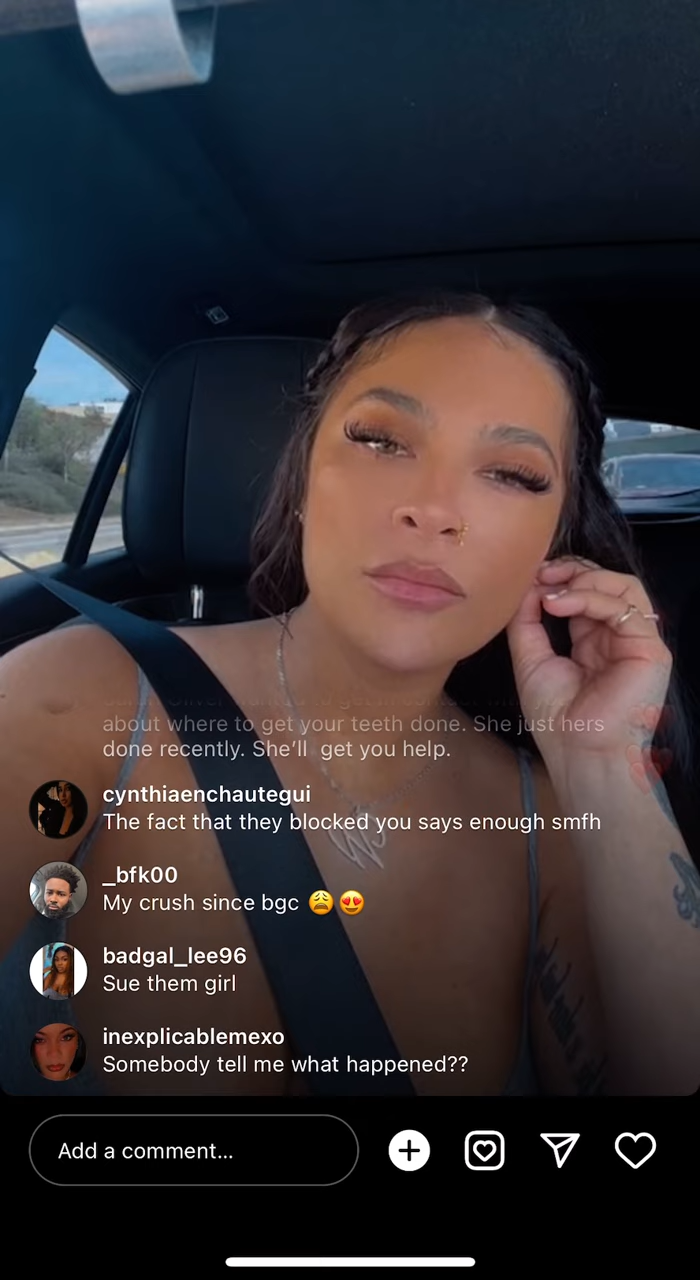 about where to get your teeth done. She just hers
done recently. She'll  get you help.
cynthiaenchautegui
The fact that they blocked you says enough smfh
_bfk00
My crush since bgc 😩😍
badgal_lee96
Sue them girl
inexplicablemexo
Somebody tell me what happened??
Add a comment...